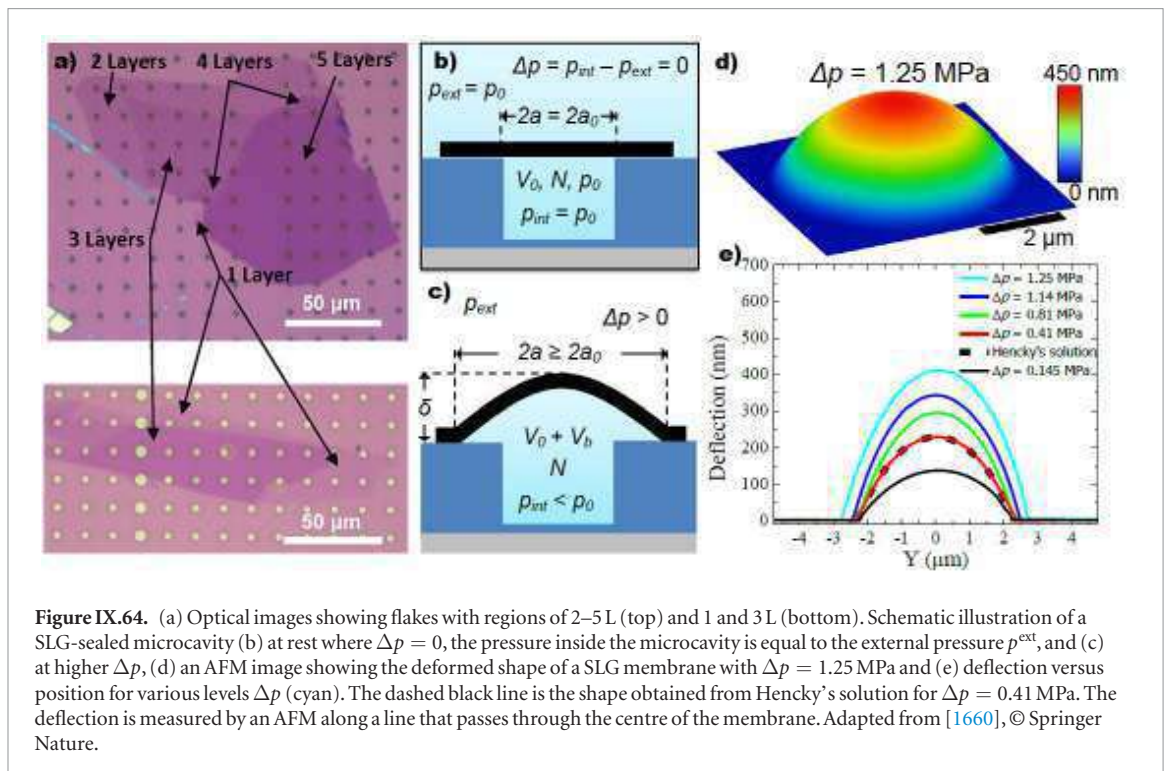 a)
2 Layers
4 Layers
5 Layers
3 Layers
1 Layer
50 μm
50 μm
b)
Δp = p_int – p_ext = 0
p_ext = p_0
2a = 2a_0
V_0, N, p_0
p_int = p_0
c)
p_ext
Δp > 0
2a ≥ 2a_0
δ
V_0 + V_b
N
p_int < p_0
d)
Δp = 1.25 MPa
450 nm
0 nm
2 μm
e)
700
600
500
400
300
200
100
0
Deflection (nm)
Δp = 1.25 MPa
Δp = 1.14 MPa
Δp = 0.81 MPa
Δp = 0.41 MPa
Hencky's solution
Δp = 0.145 MPa
-4 -3 -2 -1 0 1 2 3 4
Y (μm)
Figure IX.64. (a) Optical images showing flakes with regions of 2–5 L (top) and 1 and 3 L (bottom). Schematic illustration of a
SLG-sealed microcavity (b) at rest where Δp = 0, the pressure inside the microcavity is equal to the external pressure p^ext, and (c)
at higher Δp, (d) an AFM image showing the deformed shape of a SLG membrane with Δp = 1.25 MPa and (e) deflection versus
position for various levels Δp (cyan). The dashed black line is the shape obtained from Hencky's solution for Δp = 0.41 MPa. The
deflection is measured by an AFM along a line that passes through the centre of the membrane. Adapted from [1660], © Springer
Nature.